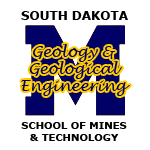 SOUTH DAKOTA
Geology &
Geological
Engineering
SCHOOL OF MINES
& TECHNOLOGY